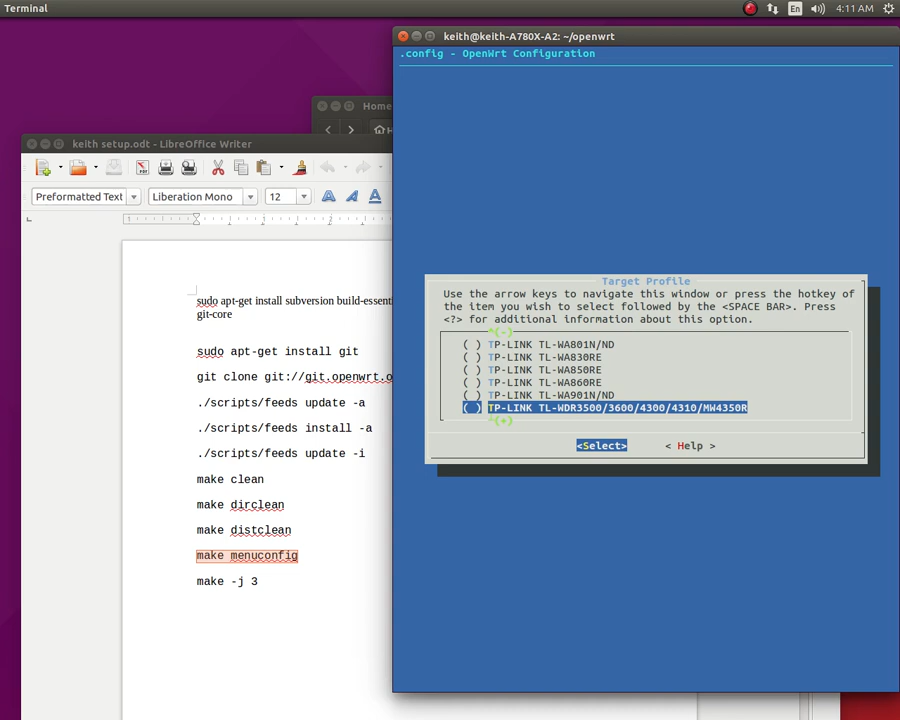 Terminal
En
4:11 AM
keith@keith-A780X-A2: ~/openwrt
.config - OpenWrt Configuration
Home
keith setup.odt - LibreOffice Writer
Preformatted Text
Liberation Mono
12
sudo apt-get install subversion build-essenti
git-core
sudo apt-get install git
git clone git://git.openwrt.o
./scripts/feeds update -a
./scripts/feeds install -a
./scripts/feeds update -i
make clean
make dirclean
make distclean
make menuconfig
make -j 3
Target Profile
Use the arrow keys to navigate this window or press the hotkey of
the item you wish to select followed by the <SPACE BAR>. Press
<?> for additional information about this option.
^(-)
( ) TP-LINK TL-WA801N/ND
( ) TP-LINK TL-WA830RE
( ) TP-LINK TL-WA850RE
( ) TP-LINK TL-WA860RE
( ) TP-LINK TL-WA901N/ND
( ) TP-LINK TL-WDR3500/3600/4300/4310/MW4350R
┴(+)
<Select> < Help >